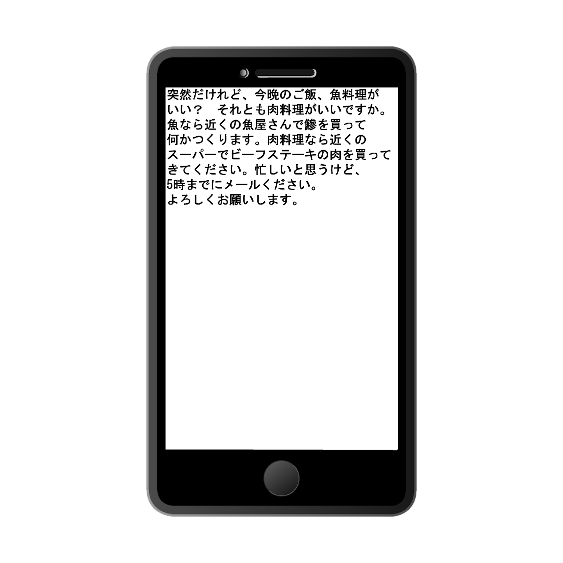 突然だけれど、今晩のご飯、魚料理が
いい？　それとも肉料理がいいですか。
魚なら近くの魚屋さんで鰺を買って
何かつくります。肉料理なら近くの
スーパーでビーフステーキの肉を買って
きてください。忙しいと思うけど、
5時までにメールください。
よろしくお願いします。